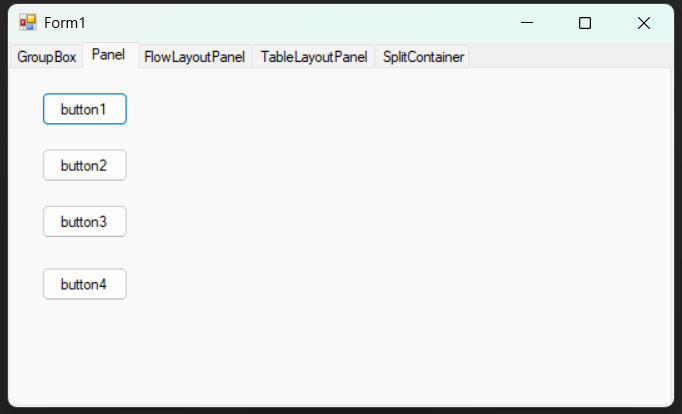 Form1
GroupBox Panel FlowLayoutPanel TableLayoutPanel SplitContainer
button1
button2
button3
button4